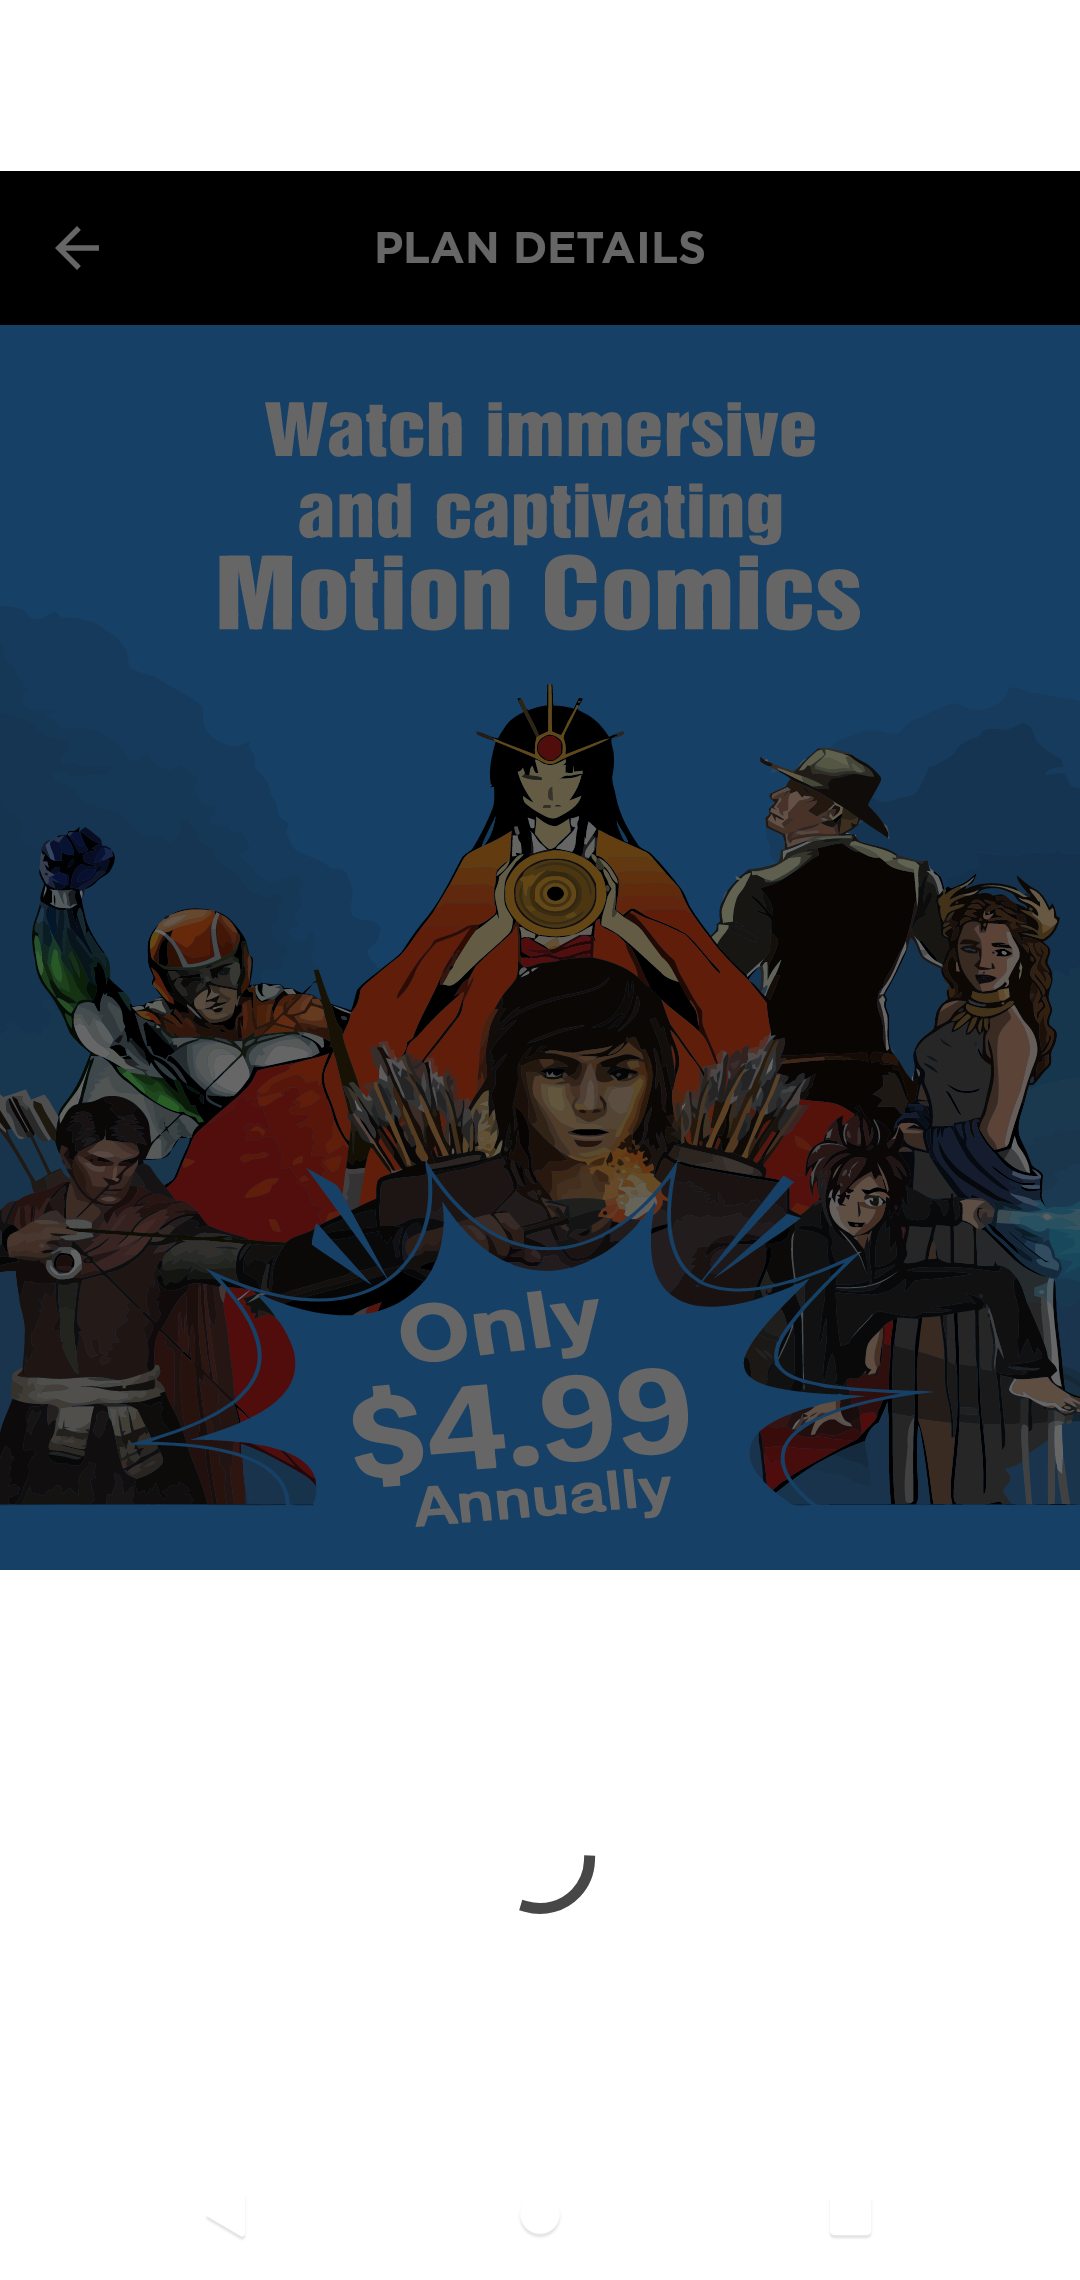 PLAN DETAILS
Watch immersive
and captivating
Motion Comics
Only
$4.99
Annually